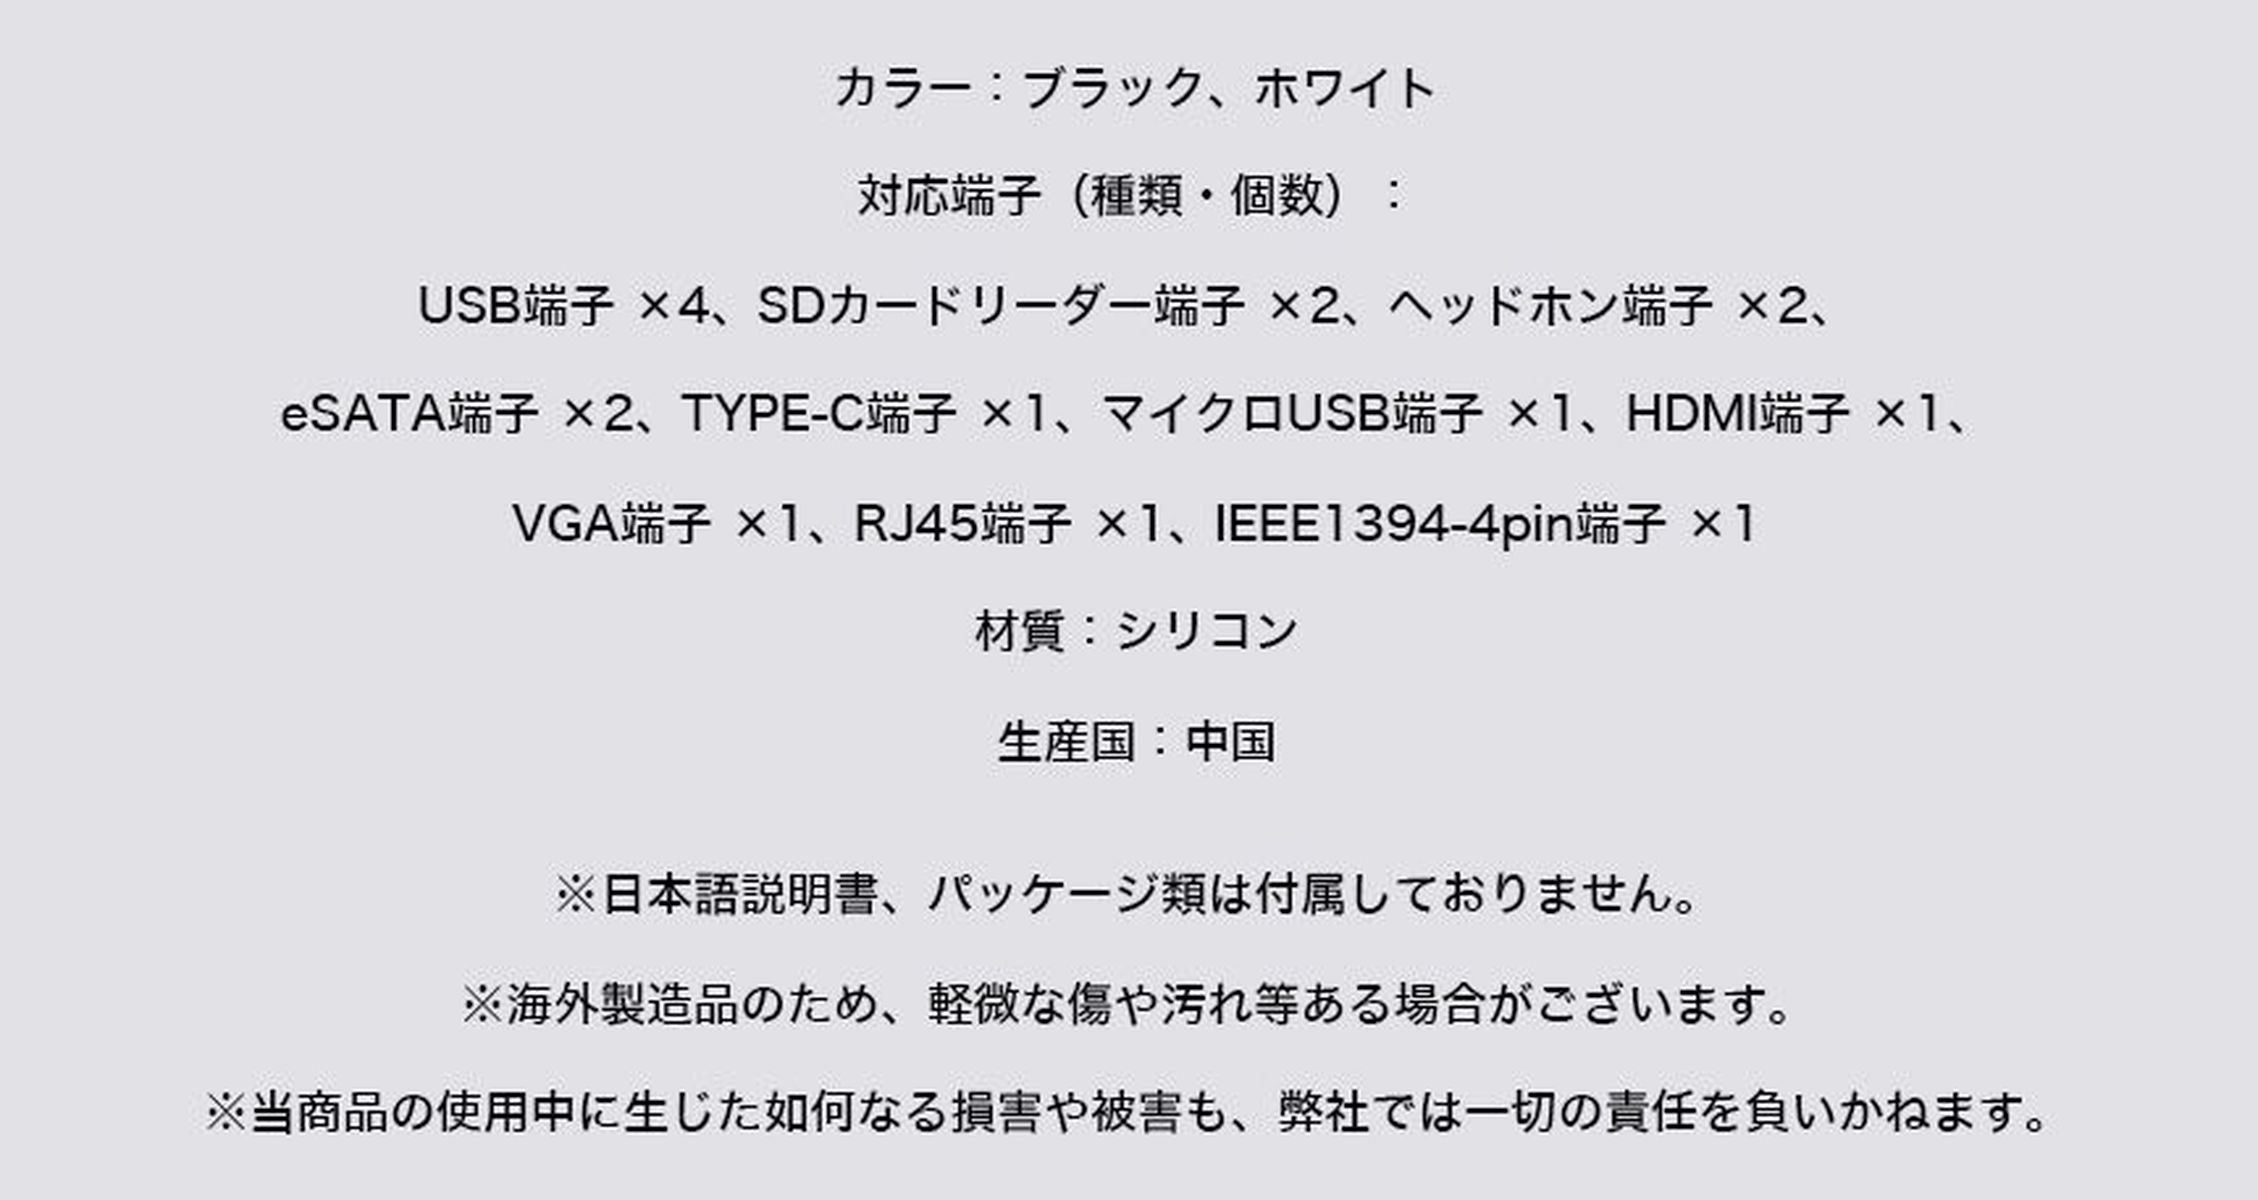 カラー：ブラック、ホワイト
対応端子（種類・個数）：
USB端子 ×4、SDカードリーダー端子 ×2、ヘッドホン端子 ×2、
eSATA端子 ×2、TYPE-C端子 ×1、マイクロUSB端子 ×1、HDMI端子 ×1、
VGA端子 ×1、RJ45端子 ×1、IEEE1394-4pin端子 ×1
材質：シリコン
生産国：中国
※日本語説明書、パッケージ類は付属しておりません。
※海外製造品のため、軽微な傷や汚れ等ある場合がございます。
※当商品の使用中に生じた如何なる損害や被害も、弊社では一切の責任を負いかねます。